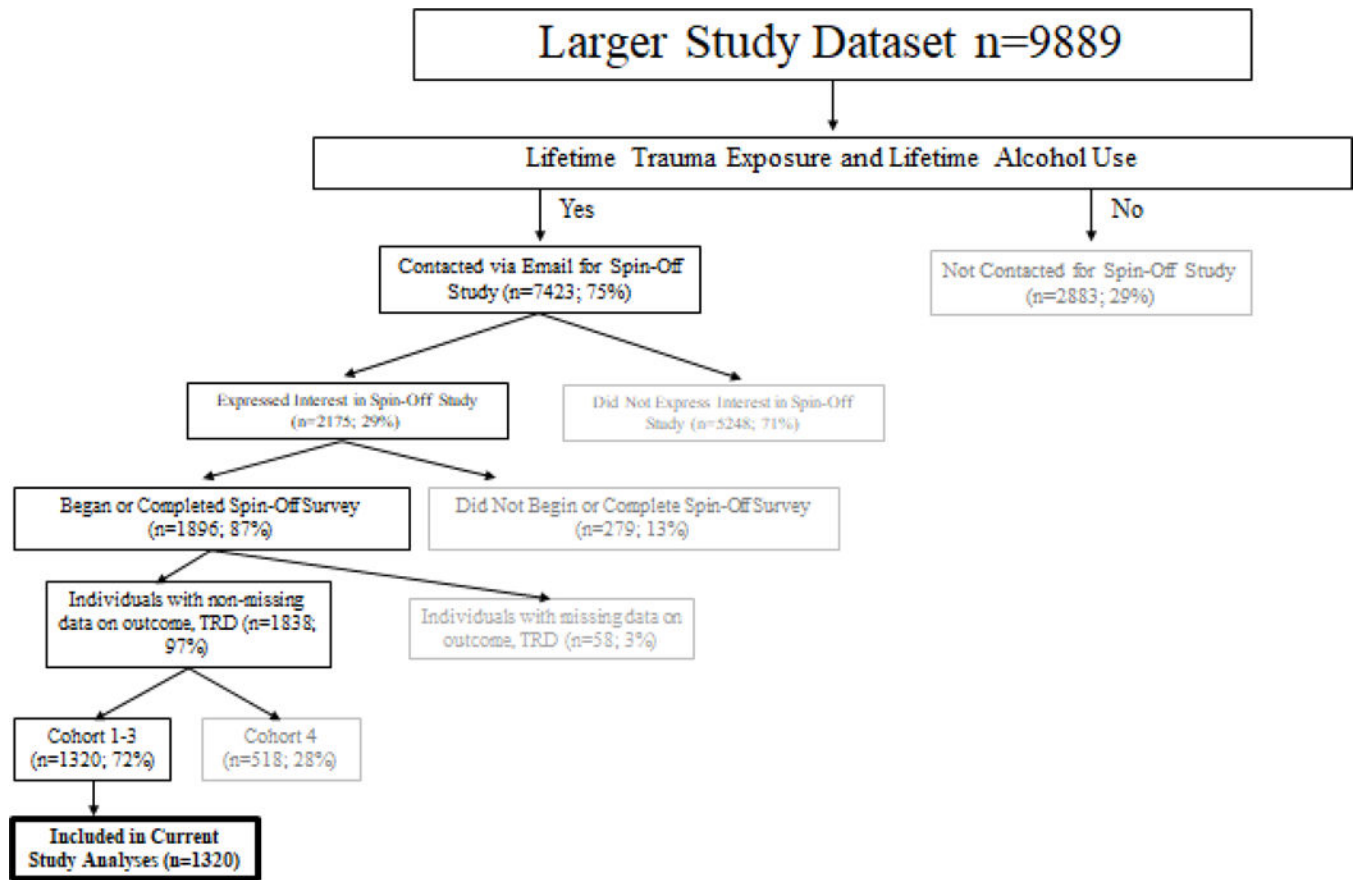 Larger Study Dataset n=9889
Lifetime Trauma Exposure and Lifetime Alcohol Use
Yes
No
Contacted via Email for Spin-Off
Study (n=7423; 75%)
Not Contacted for Spin-Off Study
(n=2883; 29%)
Expressed Interest in Spin-Off Study
(n=2175; 29%)
Did Not Express Interest in Spin-Off
Study (n=5248; 71%)
Began or Completed Spin-Off Survey
(n=1896; 87%)
Did Not Begin or Complete Spin-Off Survey
(n=279; 13%)
Individuals with non-missing
data on outcome, TRD (n=1838;
97%)
Individuals with missing data on
outcome, TRD (n=58; 3%)
Cohort 1-3
(n=1320; 72%)
Cohort 4
(n=518; 28%)
Included in Current
Study Analyses (n=1320)